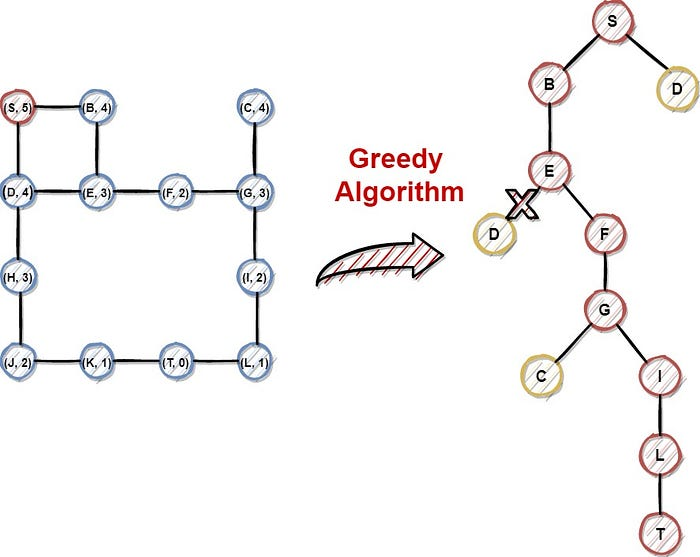 S
B
D
(S, 5)
(B, 4)
(C, 4)
Greedy
Algorithm
E
(D, 4)
(E, 3)
(F, 2)
(G, 3)
D
X
F
(H, 3)
(I, 2)
G
(J, 2)
(K, 1)
(T, 0)
(L, 1)
C
I
L
T